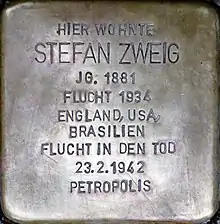 HIER WOHNTE
STEFAN ZWEIG
JG. 1881
FLUCHT 1934
ENGLAND, USA,
BRASILIEN
FLUCHT IN DEN TOD
23.2.1942
PETROPOLIS